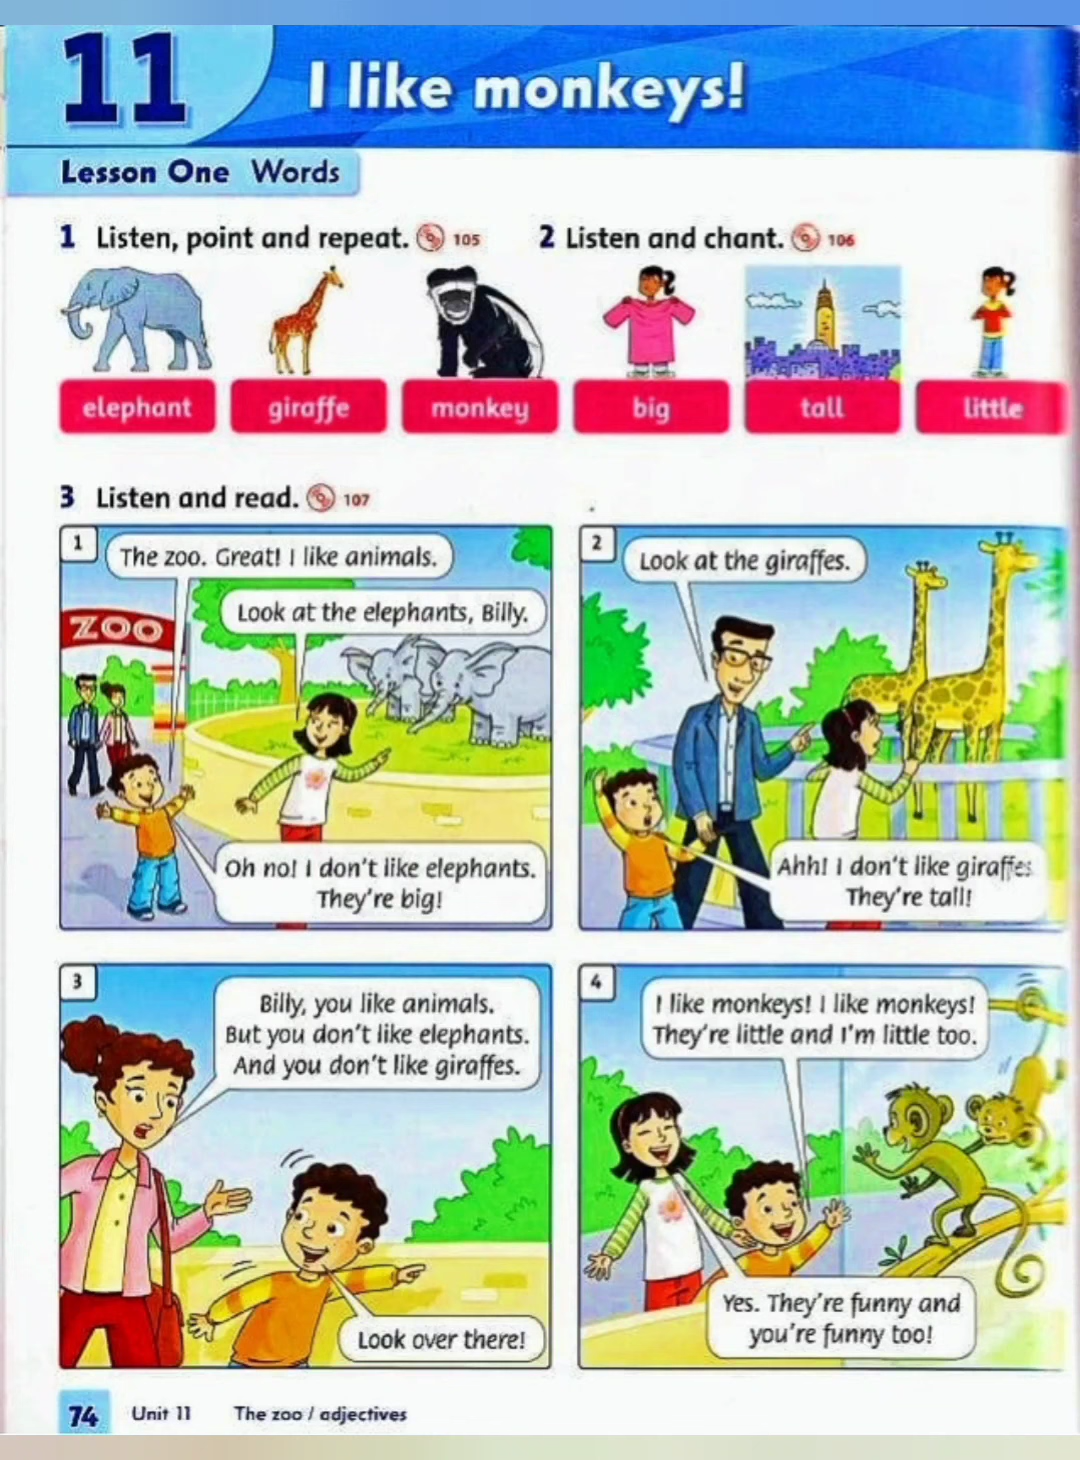 11
I like monkeys!
Lesson One Words
1 Listen, point and repeat. 105
2 Listen and chant. 106
elephant
giraffe
monkey
big
tall
little
3 Listen and read. 107
1
The zoo. Great! I like animals.
Look at the elephants, Billy.
ZOO
Oh no! I don't like elephants.
They're big!
2
Look at the giraffes.
Ahh! I don't like giraffes
They're tall!
3
Billy, you like animals.
But you don't like elephants.
And you don't like giraffes.
Look over there!
4
I like monkeys! I like monkeys!
They're little and I'm little too.
Yes. They're funny and
you're funny too!
74 Unit 11 The zoo / adjectives